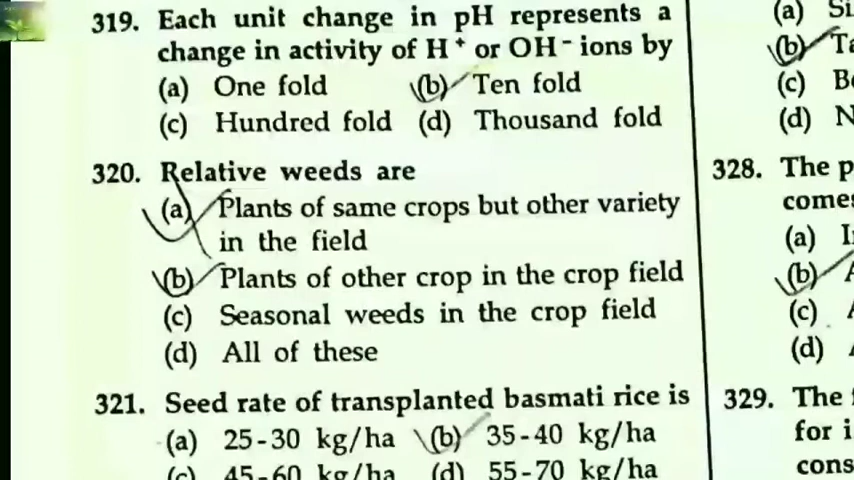 319. Each unit change in pH represents a
change in activity of H⁺ or OH⁻ ions by
(a) One fold (b) Ten fold
(c) Hundred fold (d) Thousand fold
320. Relative weeds are
(a) Plants of same crops but other variety
in the field
(b) Plants of other crop in the crop field
(c) Seasonal weeds in the crop field
(d) All of these
321. Seed rate of transplanted basmati rice is
(a) 25-30 kg/ha (b) 35-40 kg/ha
(c) 45-60 kg/ha (d) 55-70 kg/ha
(a)
(b)
(c)
(d)
328. The
(a)
(b)
(c)
(d)
329. The
for